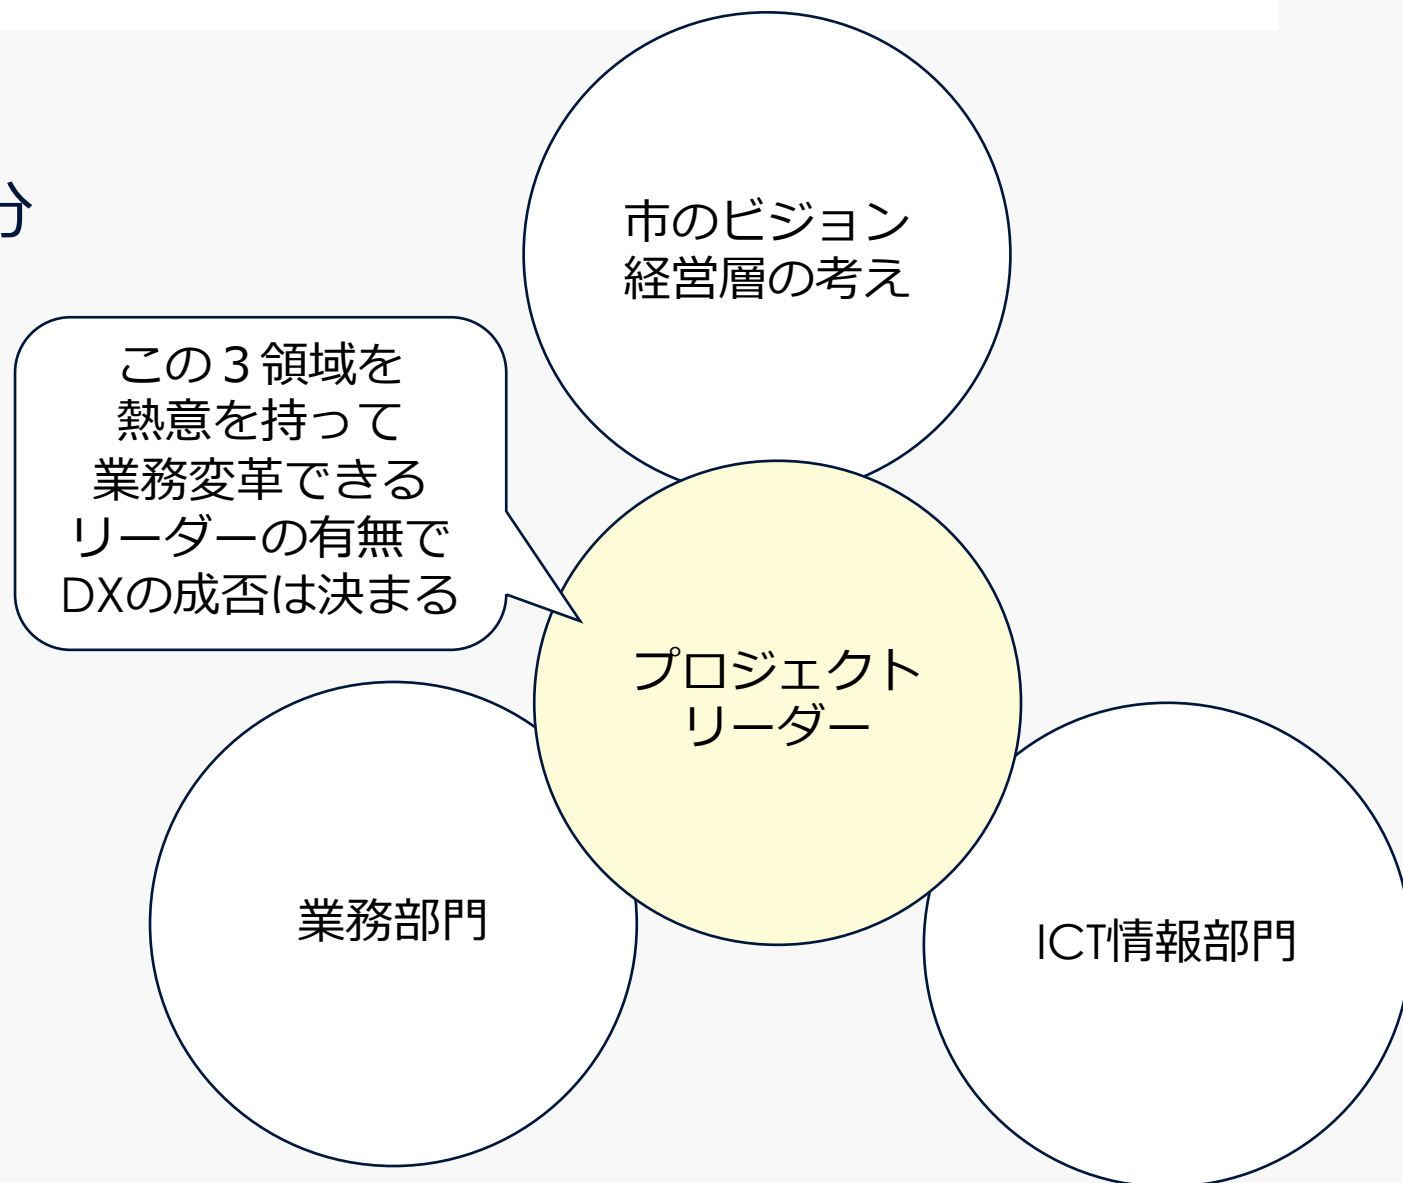 分
市のビジョン
経営層の考え
この３領域を
熱意を持って
業務変革できる
リーダーの有無で
DXの成否は決まる
プロジェクト
リーダー
業務部門
ICT情報部門